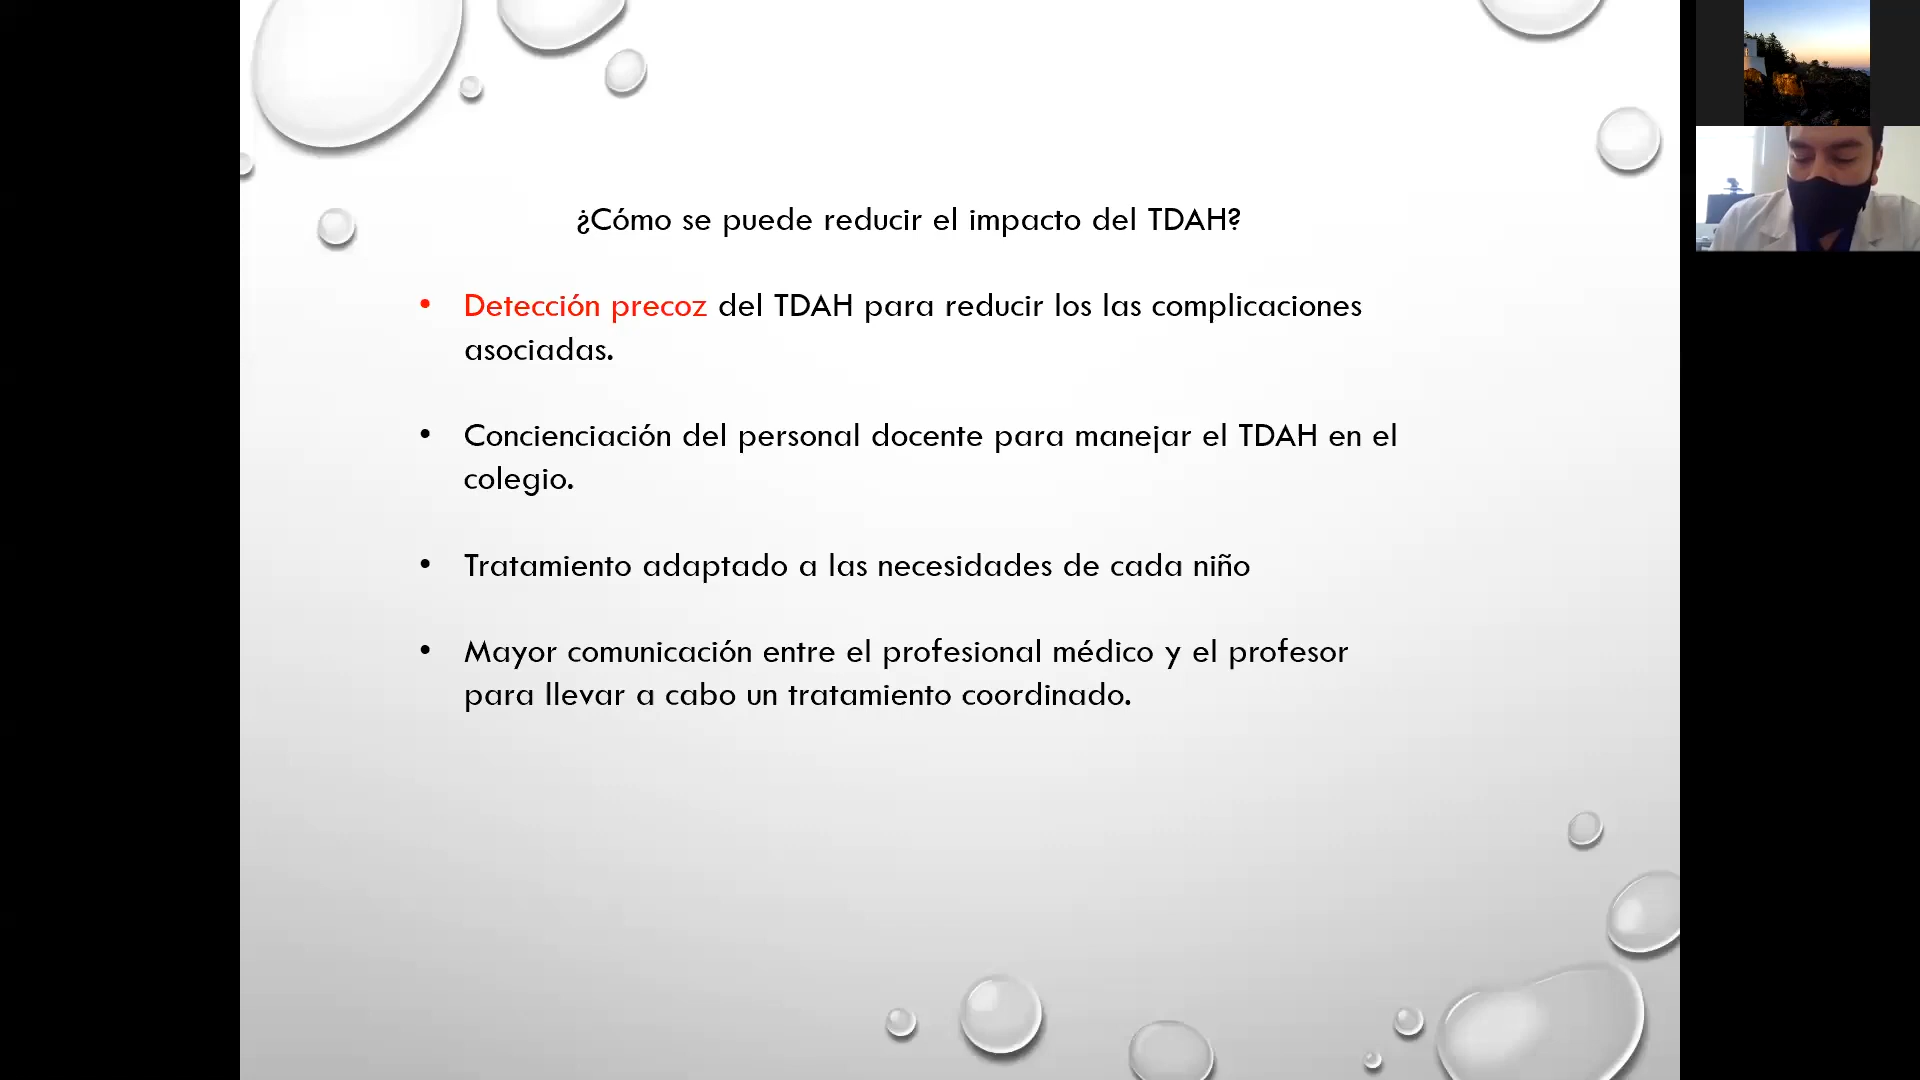 ¿Cómo se puede reducir el impacto del TDAH?
• Detección precoz del TDAH para reducir los las complicaciones
asociadas.
• Concienciación del personal docente para manejar el TDAH en el
colegio.
• Tratamiento adaptado a las necesidades de cada niño
• Mayor comunicación entre el profesional médico y el profesor
para llevar a cabo un tratamiento coordinado.